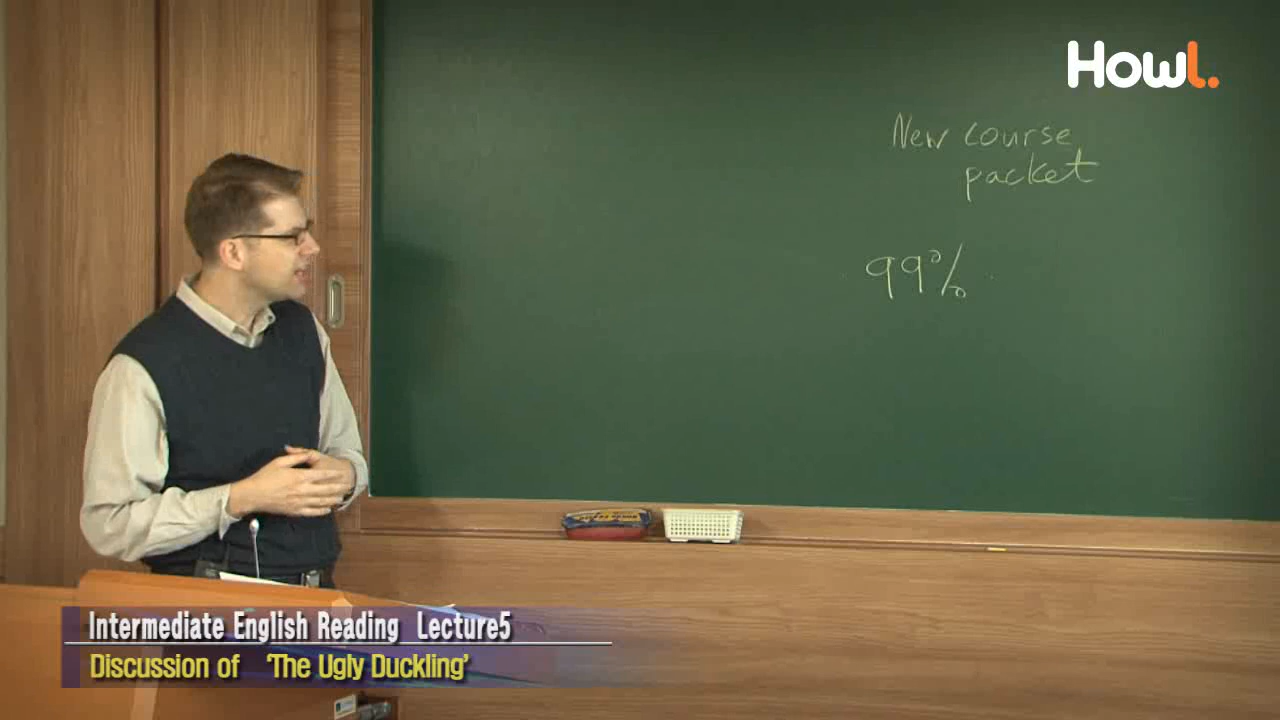 HowL.
New course
packet
99%
Intermediate English Reading Lecture5
Discussion of 'The Ugly Duckling'